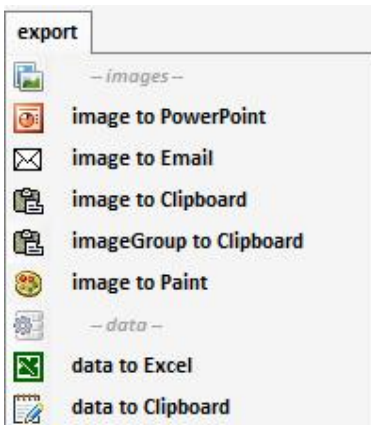 export
-- images --
image to PowerPoint
image to Email
image to Clipboard
imageGroup to Clipboard
image to Paint
-- data --
data to Excel
data to Clipboard